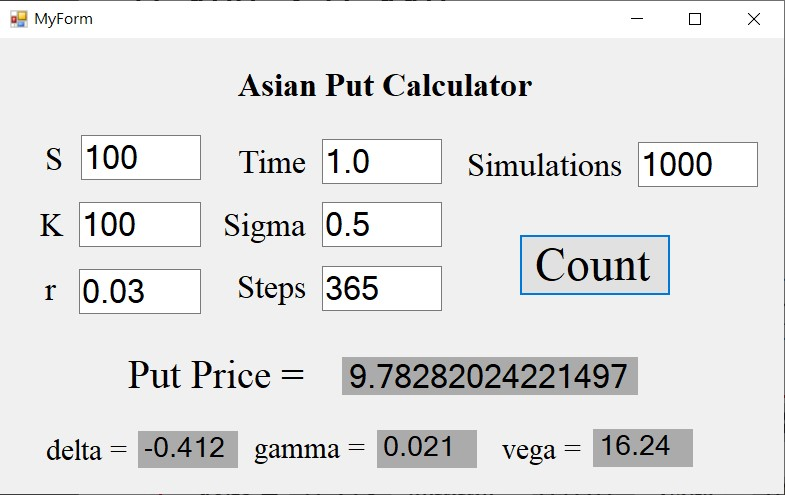 MyForm
Asian Put Calculator
S 100 Time 1.0 Simulations 1000
K 100 Sigma 0.5
Count
r 0.03 Steps 365
Put Price = 9.78282024221497
delta = -0.412 gamma = 0.021 vega = 16.24